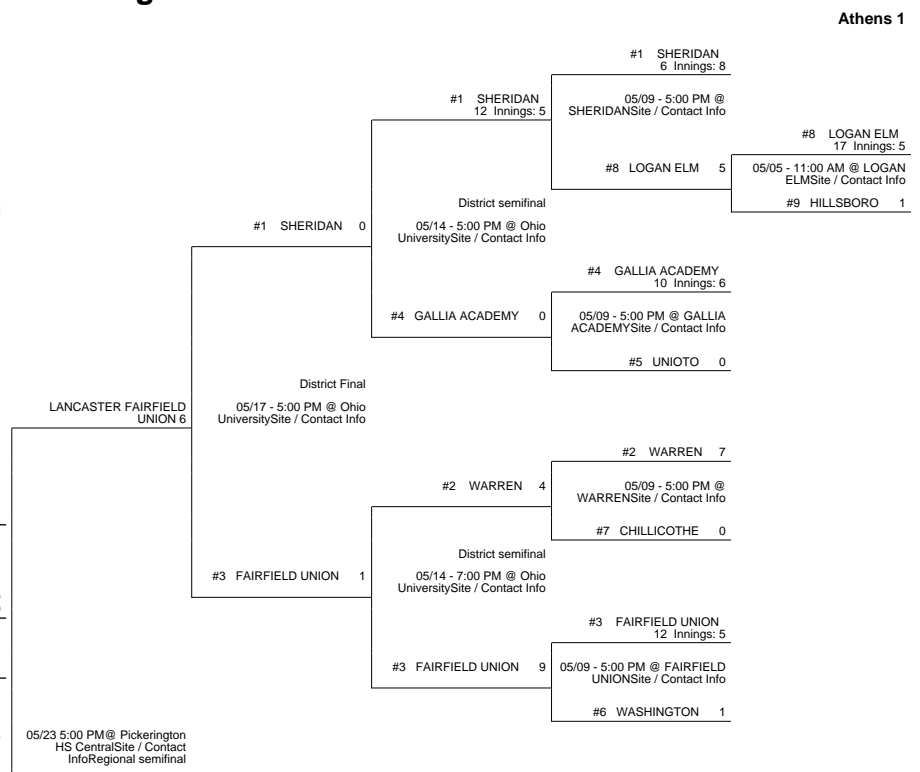 Athens 1
#1 SHERIDAN
6 Innings: 8
05/09 - 5:00 PM @
SHERIDANSite / Contact Info
#8 LOGAN ELM 5
#8 LOGAN ELM
17 Innings: 5
05/05 - 11:00 AM @ LOGAN
ELMSite / Contact Info
#9 HILLSBORO 1
#1 SHERIDAN
12 Innings: 5
District semifinal
05/14 - 5:00 PM @ Ohio
UniversitySite / Contact Info
#4 GALLIA ACADEMY 0
#4 GALLIA ACADEMY
10 Innings: 6
05/09 - 5:00 PM @ GALLIA
ACADEMYSite / Contact Info
#5 UNIOTO 0
#1 SHERIDAN 0
District Final
05/17 - 5:00 PM @ Ohio
UniversitySite / Contact Info
#3 FAIRFIELD UNION 1
LANCASTER FAIRFIELD
UNION 6
#2 WARREN 7
05/09 - 5:00 PM @
WARRENSite / Contact Info
#7 CHILLICOTHE 0
#2 WARREN 4
District semifinal
05/14 - 7:00 PM @ Ohio
UniversitySite / Contact Info
#3 FAIRFIELD UNION 9
#3 FAIRFIELD UNION
12 Innings: 5
05/09 - 5:00 PM @ FAIRFIELD
UNIONSite / Contact Info
#6 WASHINGTON 1
05/23 5:00 PM@ Pickerington
HS CentralSite / Contact
InfoRegional semifinal